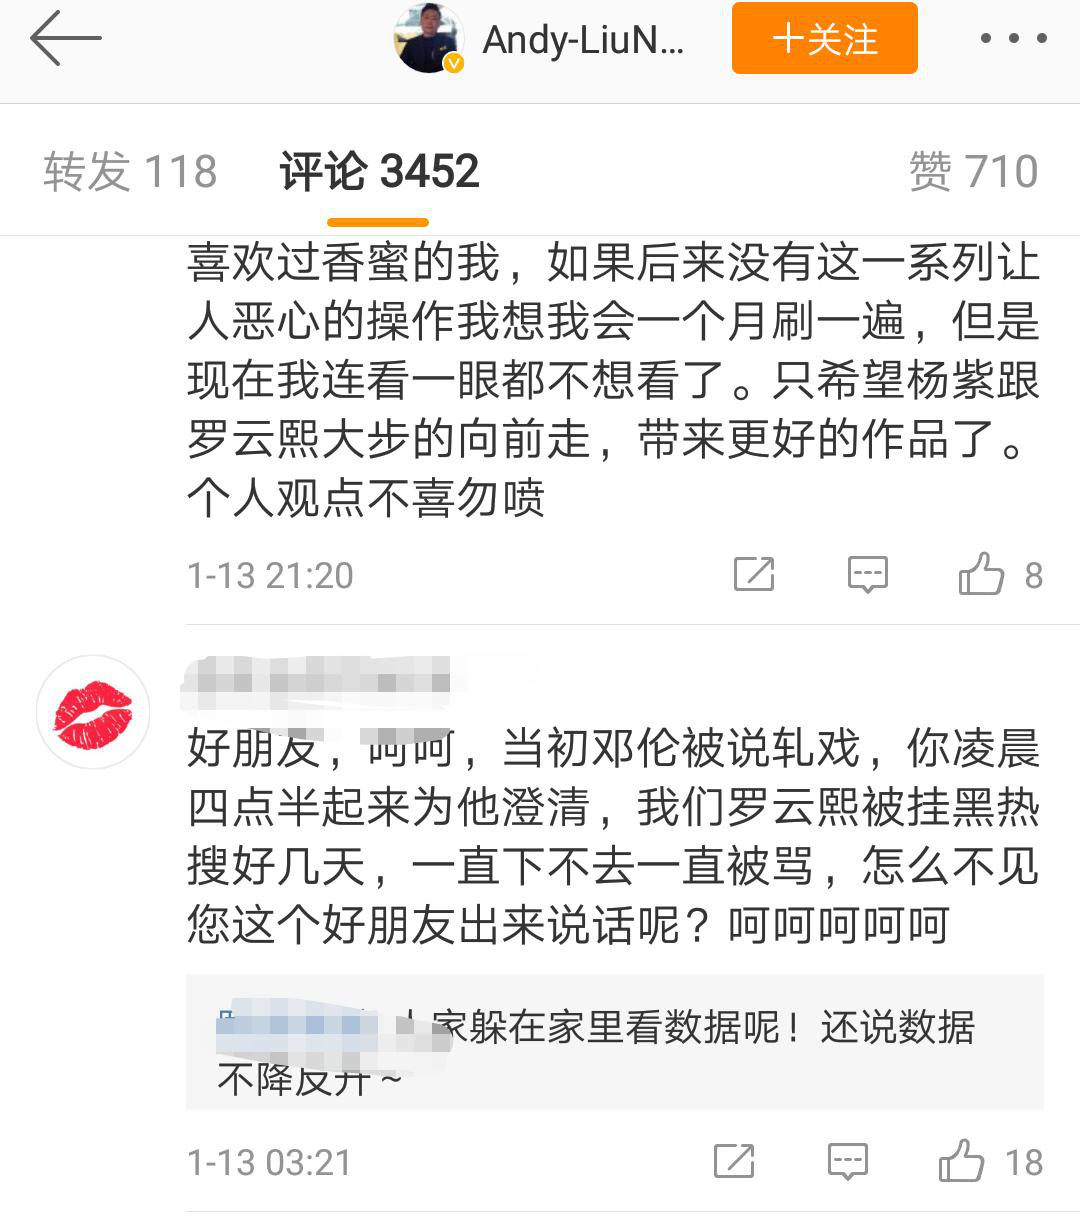 Andy-LiuN...
+关注
转发 118
评论 3452
赞 710
喜欢过香蜜的我，如果后来没有这一系列让
人恶心的操作我想我会一个月刷一遍，但是
现在我连看一眼都不想看了。只希望杨紫跟
罗云熙大步的向前走，带来更好的作品了。
个人观点不喜勿喷
1-13 21:20
8
好朋友，呵呵，当初邓伦被说轧戏，你凌晨
四点半起来为他澄清，我们罗云熙被挂黑热
搜好几天，一直下不去一直被骂，怎么不见
您这个好朋友出来说话呢？呵呵呵呵呵
家躲在家里看数据呢！还说数据
不降反升~
1-13 03:21
18